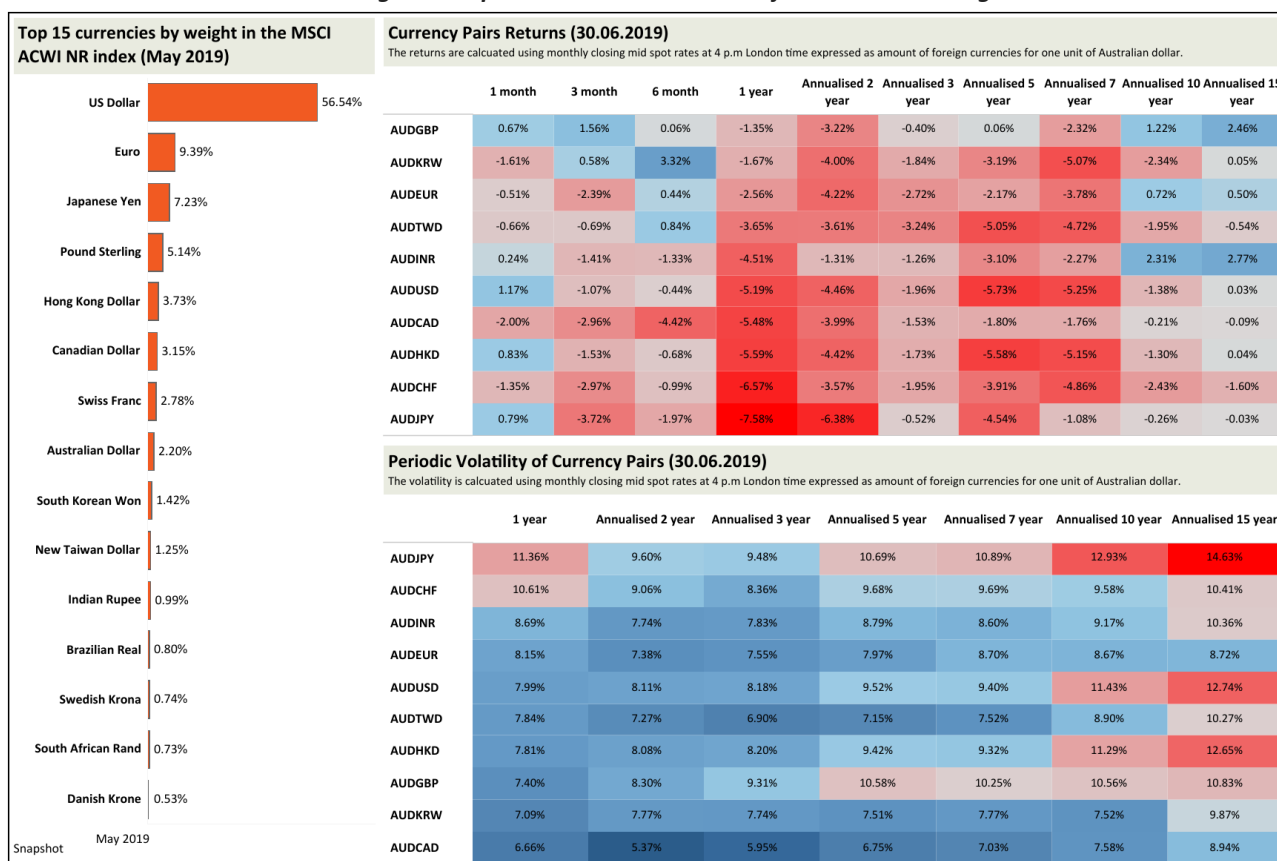 Top 15 currencies by weight in the MSCI
ACWI NR index (May 2019)
US Dollar 56.54%
Euro 9.39%
Japanese Yen 7.23%
Pound Sterling 5.14%
Hong Kong Dollar 3.73%
Canadian Dollar 3.15%
Swiss Franc 2.78%
Australian Dollar 2.20%
South Korean Won 1.42%
New Taiwan Dollar 1.25%
Indian Rupee 0.99%
Brazilian Real 0.80%
Swedish Krona 0.74%
South African Rand 0.73%
Danish Krone 0.53%
May 2019
Snapshot
Currency Pairs Returns (30.06.2019)
The returns are calcuated using monthly closing mid spot rates at 4 p.m London time expressed as amount of foreign currencies for one unit of Australian dollar.
1 month 3 month 6 month 1 year Annualised 2 year Annualised 3 year Annualised 5 year Annualised 7 year Annualised 10 year Annualised 15 year
AUDGBP 0.67% 1.56% 0.06% -1.35% -3.22% -0.40% 0.06% -2.32% 1.22% 2.46%
AUDKRW -1.61% 0.58% 3.32% -1.67% -4.00% -1.84% -3.19% -5.07% -2.34% 0.05%
AUDEUR -0.51% -2.39% 0.44% -2.56% -4.22% -2.72% -2.17% -3.78% 0.72% 0.50%
AUDTWD -0.66% -0.69% 0.84% -3.65% -3.61% -3.24% -5.05% -4.72% -1.95% -0.54%
AUDINR 0.24% -1.41% -1.33% -4.51% -1.31% -1.26% -3.10% -2.27% 2.31% 2.77%
AUDUSD 1.17% -1.07% -0.44% -5.19% -4.46% -1.96% -5.73% -5.25% -1.38% 0.03%
AUDCAD -2.00% -2.96% -4.42% -5.48% -3.99% -1.53% -1.80% -1.76% -0.21% -0.09%
AUDHKD 0.83% -1.53% -0.68% -5.59% -4.42% -1.73% -5.58% -5.15% -1.30% 0.04%
AUDCHF -1.35% -2.97% -0.99% -6.57% -3.57% -1.95% -3.91% -4.86% -2.43% -1.60%
AUDJPY 0.79% -3.72% -1.97% -7.58% -6.38% -0.52% -4.54% -1.08% -0.26% -0.03%
Periodic Volatility of Currency Pairs (30.06.2019)
The volatility is calcuated using monthly closing mid spot rates at 4 p.m London time expressed as amount of foreign currencies for one unit of Australian dollar.
1 year Annualised 2 year Annualised 3 year Annualised 5 year Annualised 7 year Annualised 10 year Annualised 15 year
AUDJPY 11.36% 9.60% 9.48% 10.69% 10.89% 12.93% 14.63%
AUDCHF 10.61% 9.06% 8.36% 9.68% 9.69% 9.58% 10.41%
AUDINR 8.69% 7.74% 7.83% 8.79% 8.60% 9.17% 10.36%
AUDEUR 8.15% 7.38% 7.55% 7.97% 8.70% 8.67% 8.72%
AUDUSD 7.99% 8.11% 8.18% 9.52% 9.40% 11.43% 12.74%
AUDTWD 7.84% 7.27% 6.90% 7.15% 7.52% 8.90% 10.27%
AUDHKD 7.81% 8.08% 8.20% 9.42% 9.32% 11.29% 12.65%
AUDGBP 7.40% 8.30% 9.31% 10.58% 10.25% 10.56% 10.83%
AUDKRW 7.09% 7.77% 7.74% 7.51% 7.77% 7.52% 9.87%
AUDCAD 6.66% 5.37% 5.95% 6.75% 7.03% 7.58% 8.94%